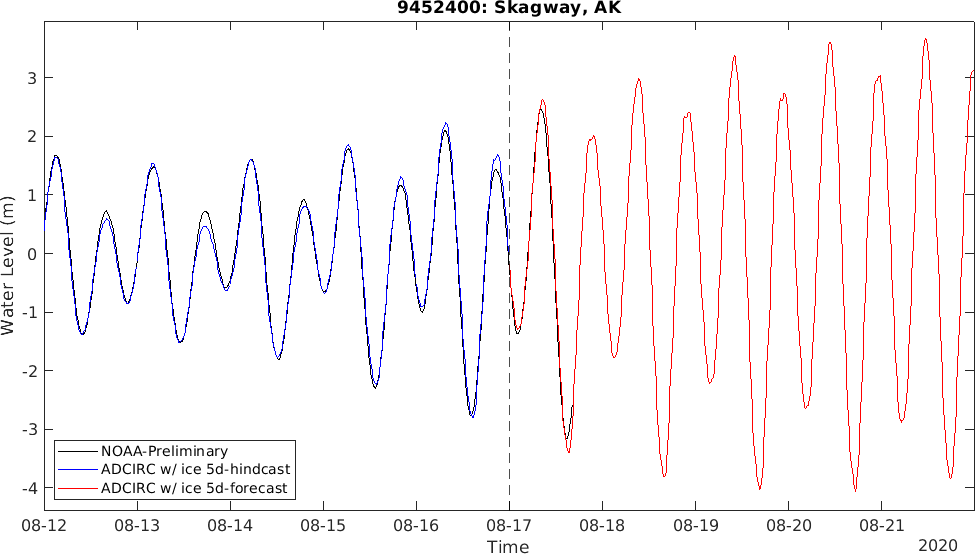 9452400: Skagway, AK
Water Level (m)
3
2
1
0
-1
-2
-3
-4
NOAA-Preliminary
ADCIRC w/ ice 5d-hindcast
ADCIRC w/ ice 5d-forecast
08-12 08-13 08-14 08-15 08-16 08-17 08-18 08-19 08-20 08-21
Time
2020